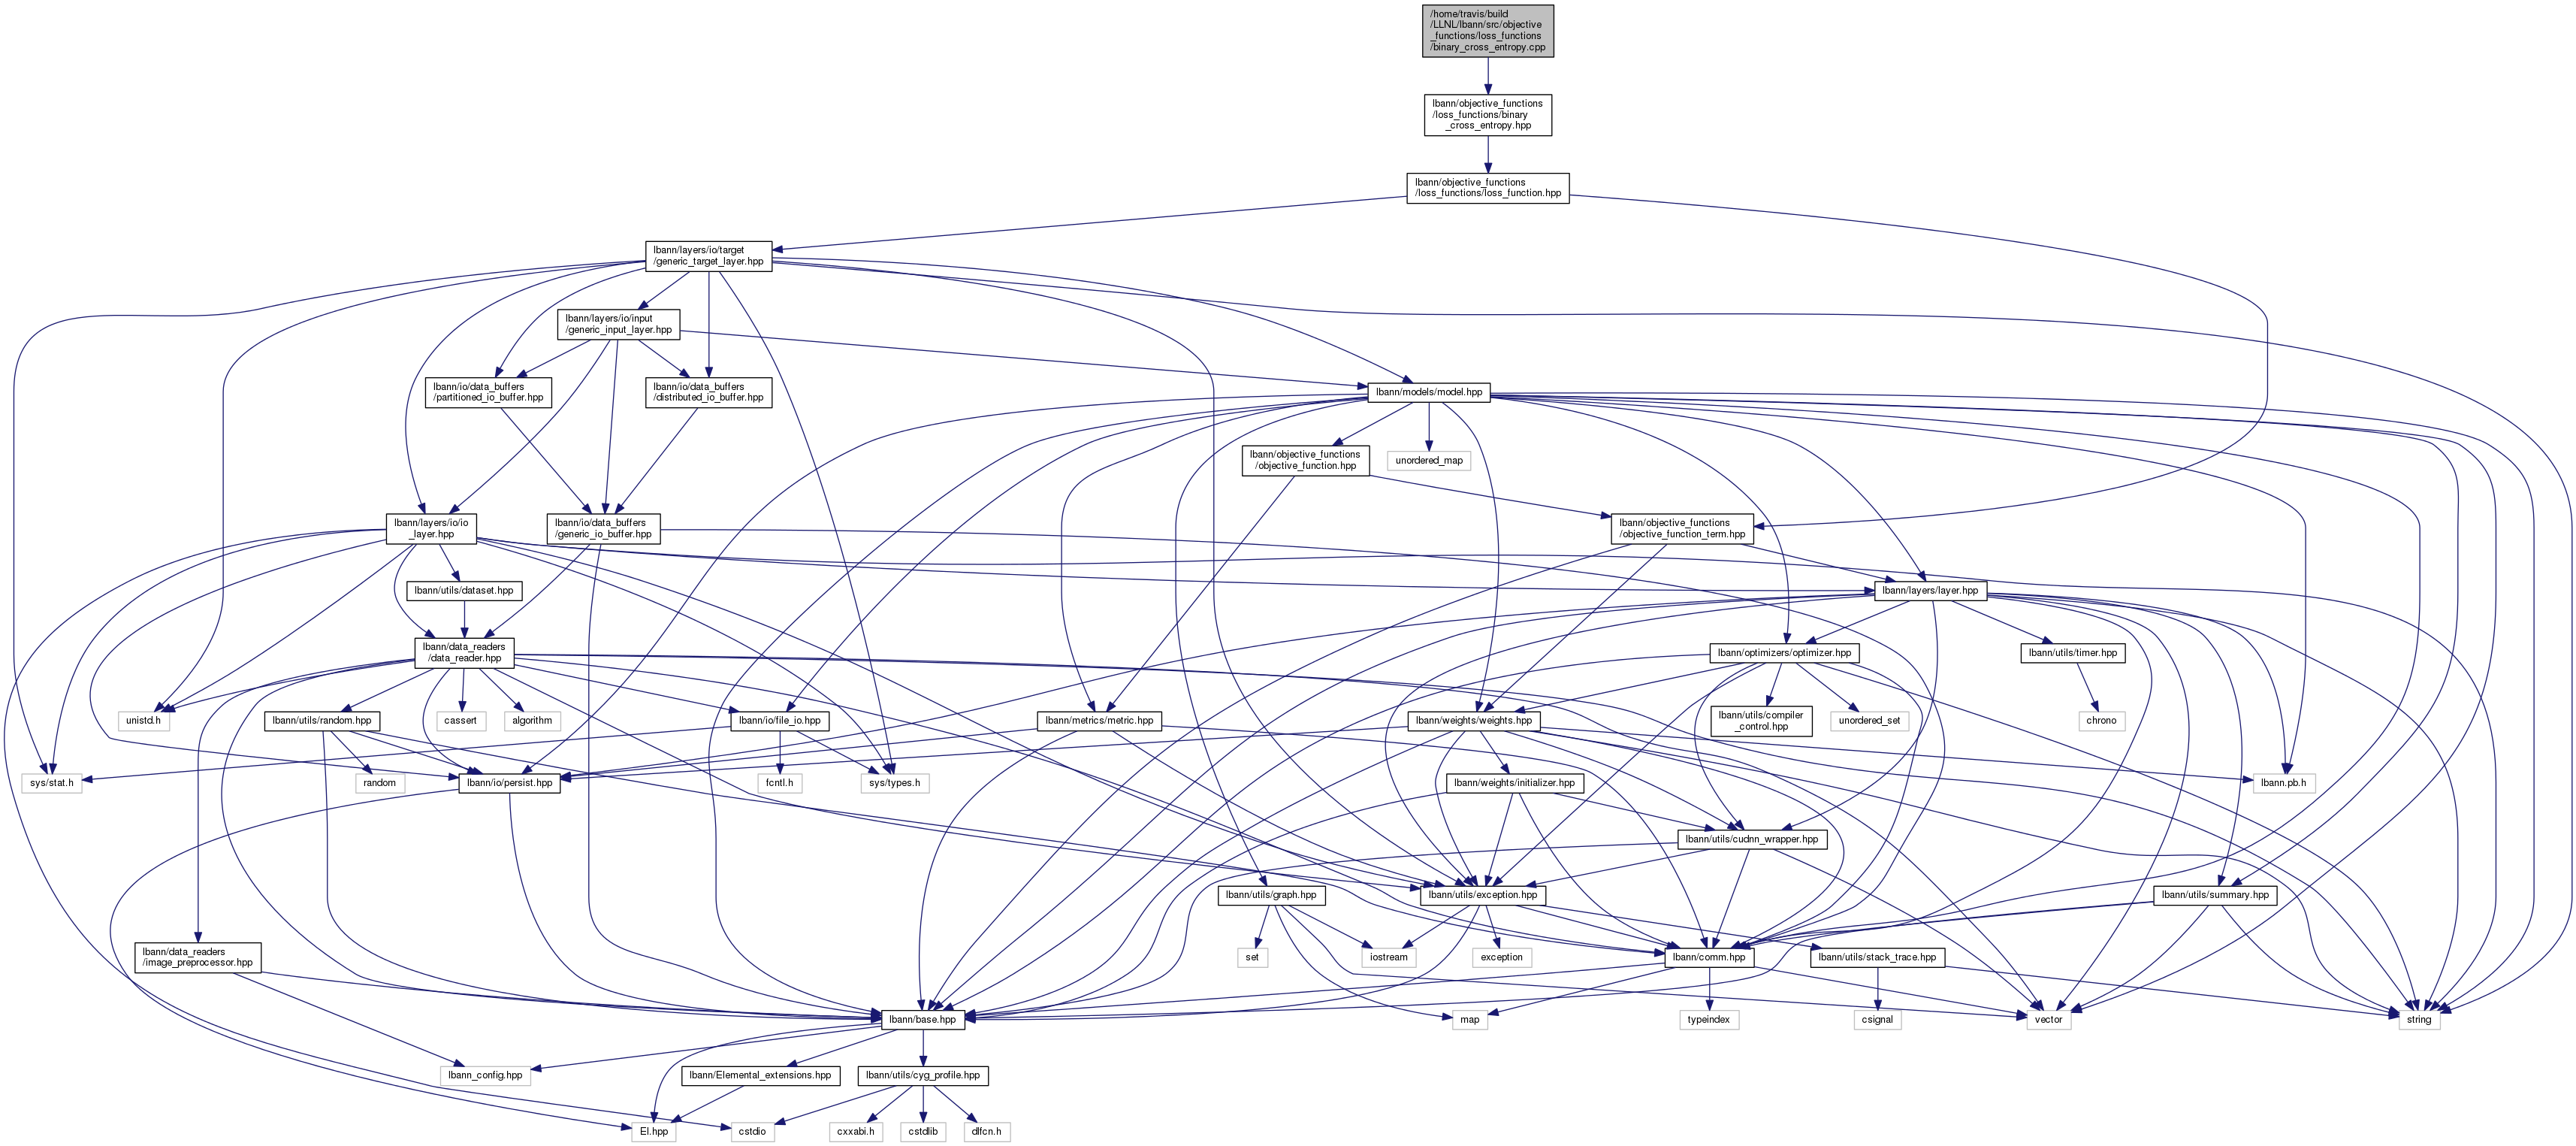 /home/travis/build
/LLNL/lbann/src/objective
_functions/loss_functions
/binary_cross_entropy.cpp
lbann/objective_functions
/loss_functions/binary
_cross_entropy.hpp
lbann/objective_functions
/loss_functions/loss_function.hpp
lbann/layers/io/target
/generic_target_layer.hpp
lbann/layers/io/input
/generic_input_layer.hpp
lbann/io/data_buffers
/partitioned_io_buffer.hpp
lbann/io/data_buffers
/distributed_io_buffer.hpp
lbann/models/model.hpp
lbann/objective_functions
/objective_function.hpp
unordered_map
lbann/layers/io/io
_layer.hpp
lbann/io/data_buffers
/generic_io_buffer.hpp
lbann/objective_functions
/objective_function_term.hpp
lbann/utils/dataset.hpp
lbann/layers/layer.hpp
lbann/data_readers
/data_reader.hpp
lbann/optimizers/optimizer.hpp
lbann/utils/timer.hpp
unistd.h
lbann/utils/random.hpp
cassert
algorithm
lbann/io/file_io.hpp
lbann/metrics/metric.hpp
lbann/weights/weights.hpp
lbann/utils/compiler
_control.hpp
unordered_set
chrono
sys/stat.h
random
lbann/io/persist.hpp
fcntl.h
sys/types.h
lbann/weights/initializer.hpp
lbann.pb.h
lbann/utils/cudnn_wrapper.hpp
lbann/utils/graph.hpp
lbann/utils/exception.hpp
lbann/utils/summary.hpp
lbann/data_readers
/image_preprocessor.hpp
set
iostream
exception
lbann/comm.hpp
lbann/utils/stack_trace.hpp
lbann/base.hpp
map
typeindex
csignal
vector
string
lbann_config.hpp
lbann/Elemental_extensions.hpp
lbann/utils/cyg_profile.hpp
El.hpp
cstdio
cxxabi.h
cstdlib
dlfcn.h